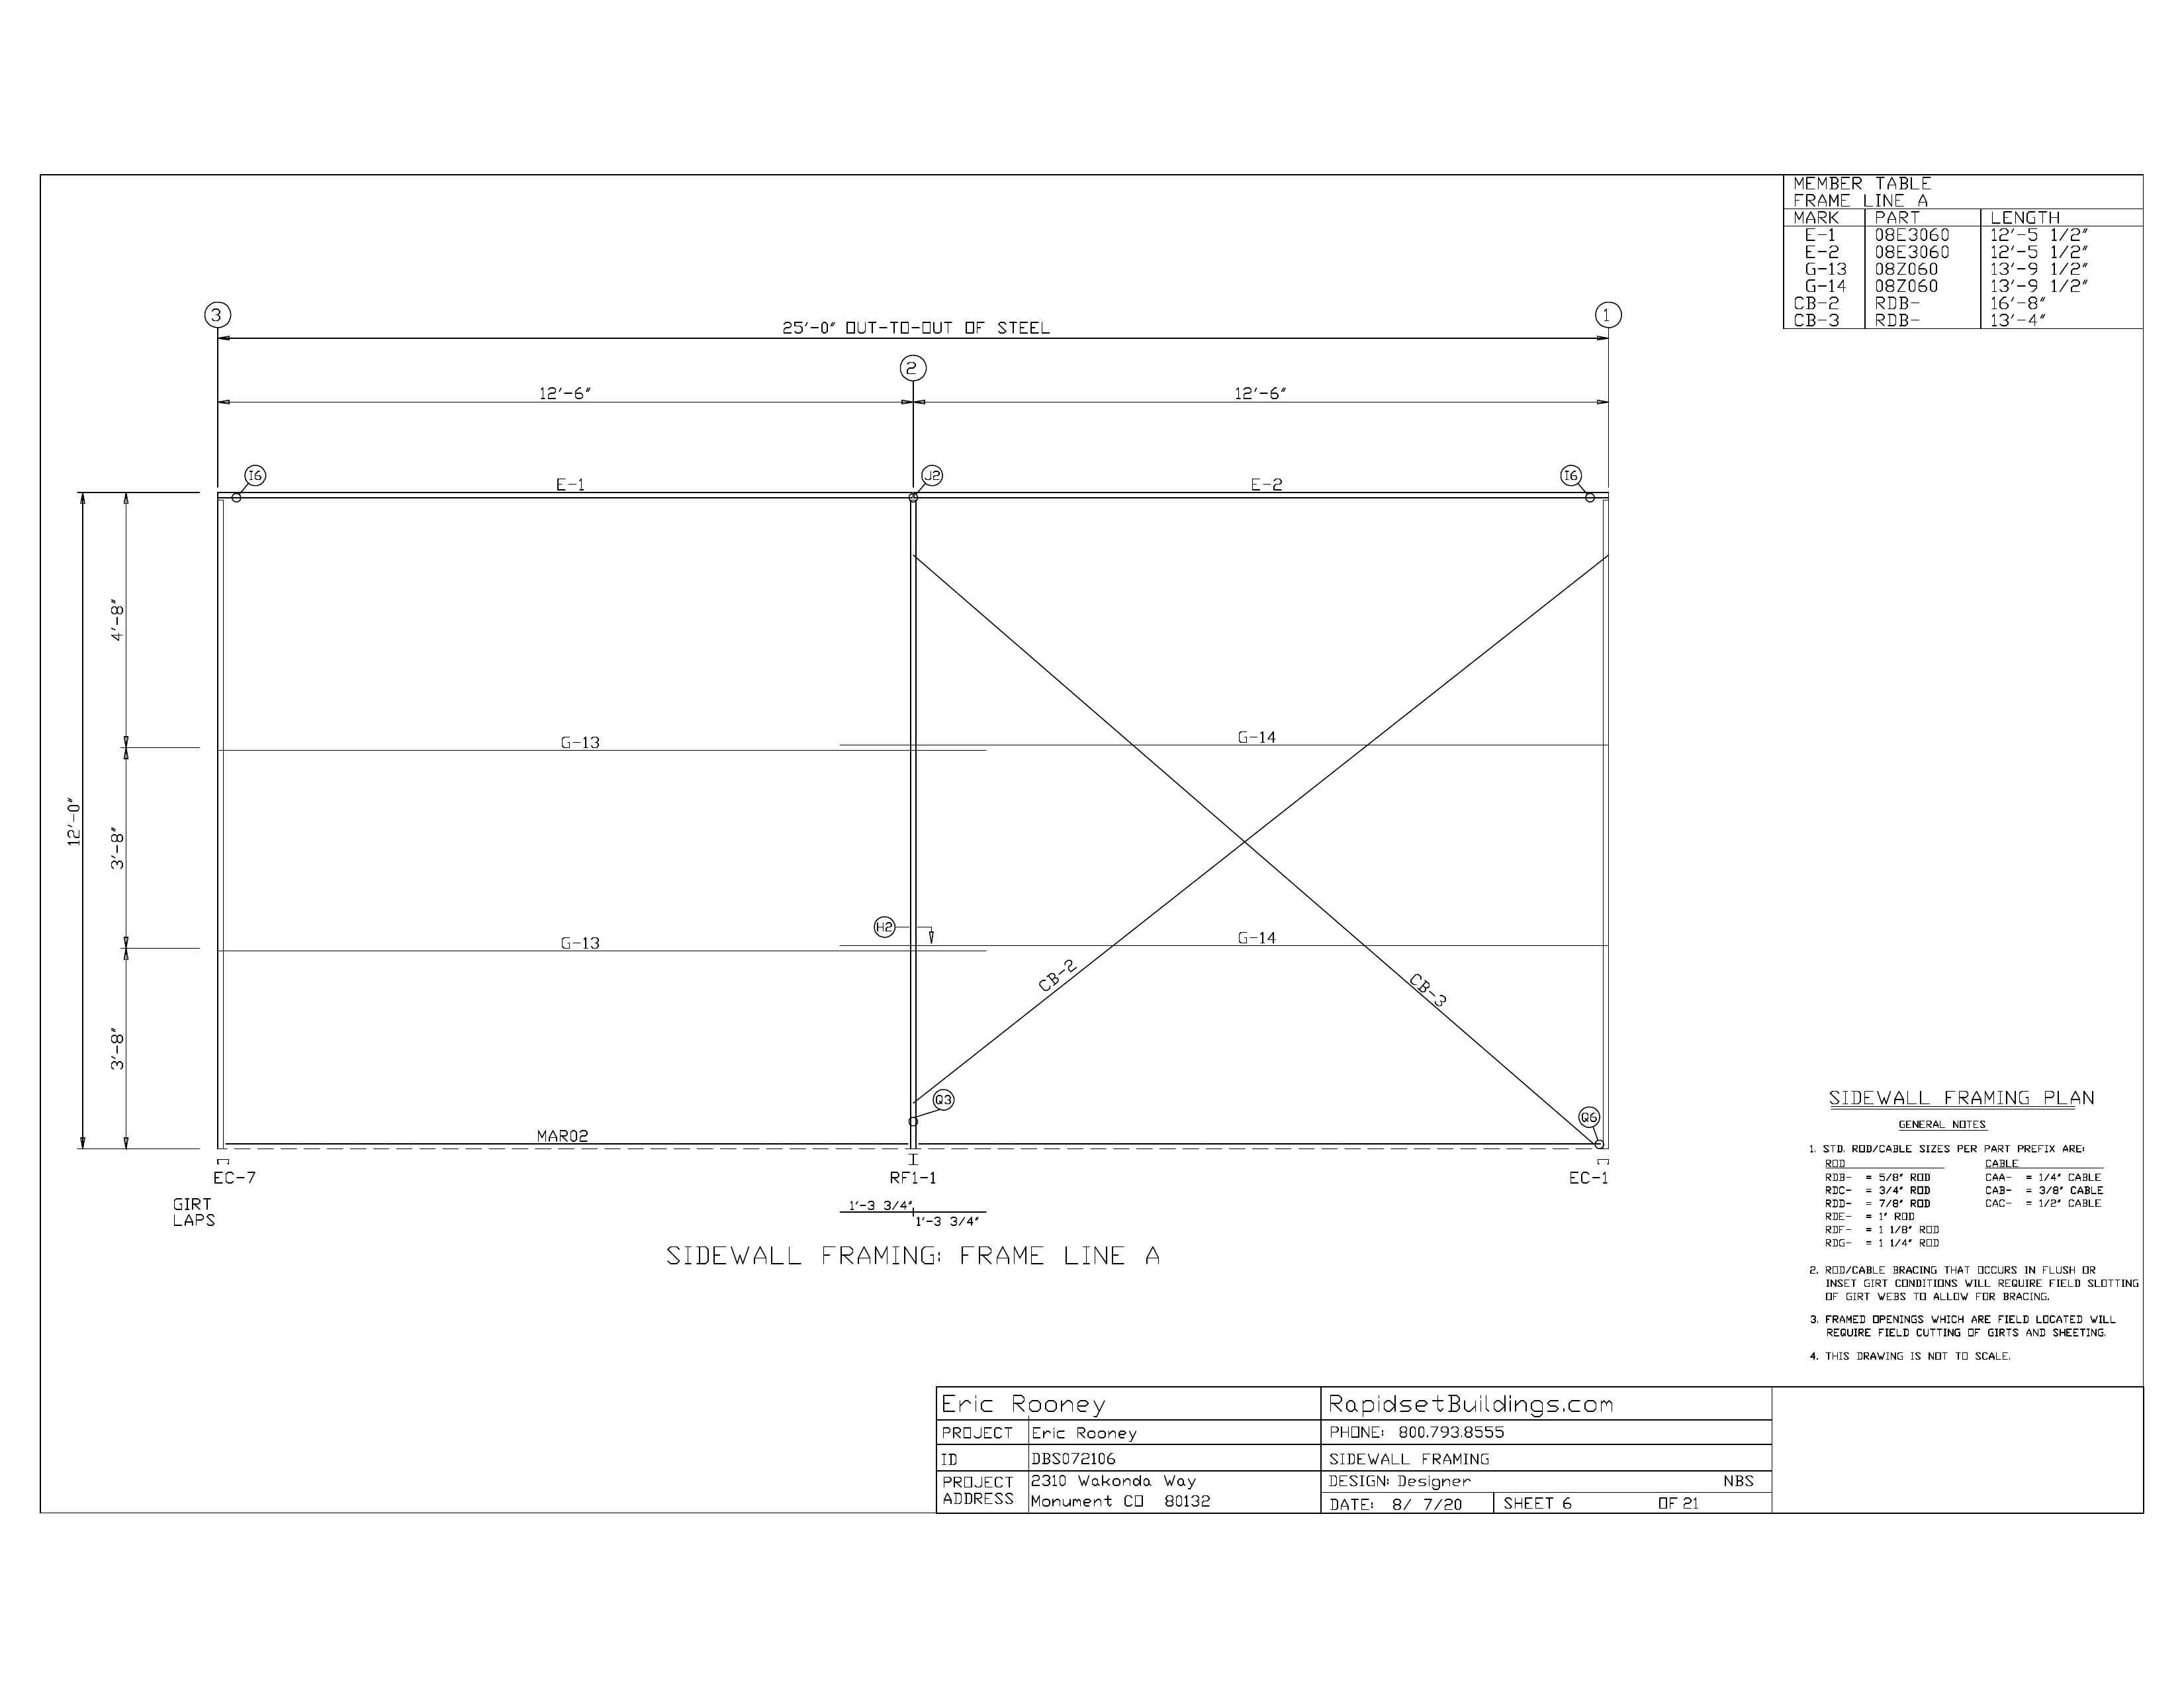 MEMBER TABLE
FRAME LINE A
MARK PART LENGTH
E-1 08E3060 12'-5 1/2"
E-2 08E3060 12'-5 1/2"
G-13 08Z060 13'-9 1/2"
G-14 08Z060 13'-9 1/2"
CB-2 RDB- 16'-8"
CB-3 RDB- 13'-4"
3
1
25'-0" OUT-TO-OUT OF STEEL
2
12'-6"
12'-6"
I6
J2
I6
E-1
E-2
4'-8"
G-13
G-14
12'-0"
3'-8"
H2
G-13
G-14
CB-2
CB-3
3'-8"
Q3
Q6
MAR02
EC-7
RF1-1
EC-1
GIRT
LAPS
1'-3 3/4"
1'-3 3/4"
SIDEWALL FRAMING: FRAME LINE A
SIDEWALL FRAMING PLAN
GENERAL NOTES
1. STD. ROD/CABLE SIZES PER PART PREFIX ARE:
ROD CABLE
RDB- = 5/8" ROD CAA- = 1/4" CABLE
RDC- = 3/4" ROD CAB- = 3/8" CABLE
RDD- = 7/8" ROD CAC- = 1/2" CABLE
RDE- = 1" ROD
RDF- = 1 1/8" ROD
RDG- = 1 1/4" ROD
2. ROD/CABLE BRACING THAT OCCURS IN FLUSH OR
INSET GIRT CONDITIONS WILL REQUIRE FIELD SLOTTING
OF GIRT WEBS TO ALLOW FOR BRACING.
3. FRAMED OPENINGS WHICH ARE FIELD LOCATED WILL
REQUIRE FIELD CUTTING OF GIRTS AND SHEETING.
4. THIS DRAWING IS NOT TO SCALE.
Eric Rooney
PROJECT Eric Rooney
ID DBS072106
PROJECT ADDRESS 2310 Wakonda Way
Monument CO 80132
RapidsetBuildings.com
PHONE: 800.793.8555
SIDEWALL FRAMING
DESIGN: Designer NBS
DATE: 8/ 7/20 SHEET 6 OF 21